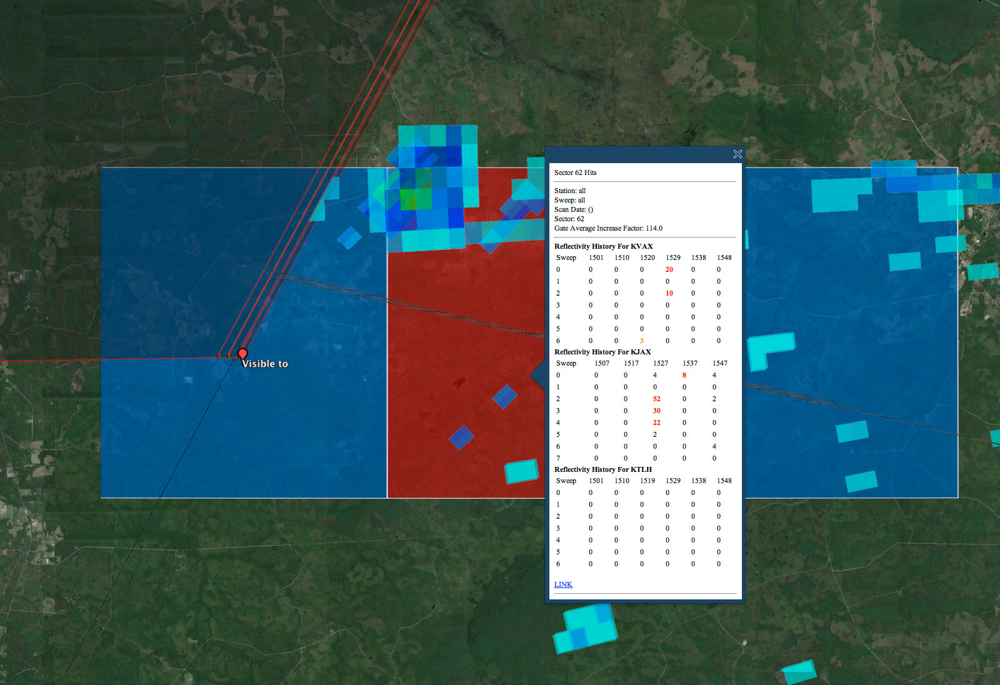 Visible to
Sector 62 Hits
Station: all
Sweep: all
Scan Date: ()
Sector: 62
Gate Average Increase Factor: 114.0
Reflectivity History For KVAX
Sweep 1501 1510 1520 1529 1538 1548
0 0 0 0 20 0 0
1 0 0 0 0 0 0
2 0 0 0 10 0 0
3 0 0 0 0 0 0
4 0 0 0 0 0 0
5 0 0 0 0 0 0
6 0 0 3 0 0 0
Reflectivity History For KJAX
Sweep 1507 1517 1527 1537 1547
0 0 0 4 8 4
1 0 0 0 0 0
2 0 0 52 0 2
3 0 0 30 0 0
4 0 0 22 0 0
5 0 0 2 0 0
6 0 0 0 0 4
7 0 0 0 0 0
Reflectivity History For KTLH
Sweep 1501 1510 1519 1529 1538 1548
0 0 0 0 0 0 0
1 0 0 0 0 0 0
2 0 0 0 0 0 0
3 0 0 0 0 0 0
4 0 0 0 0 0 0
5 0 0 0 0 0 0
6 0 0 0 0 0 0
LINK